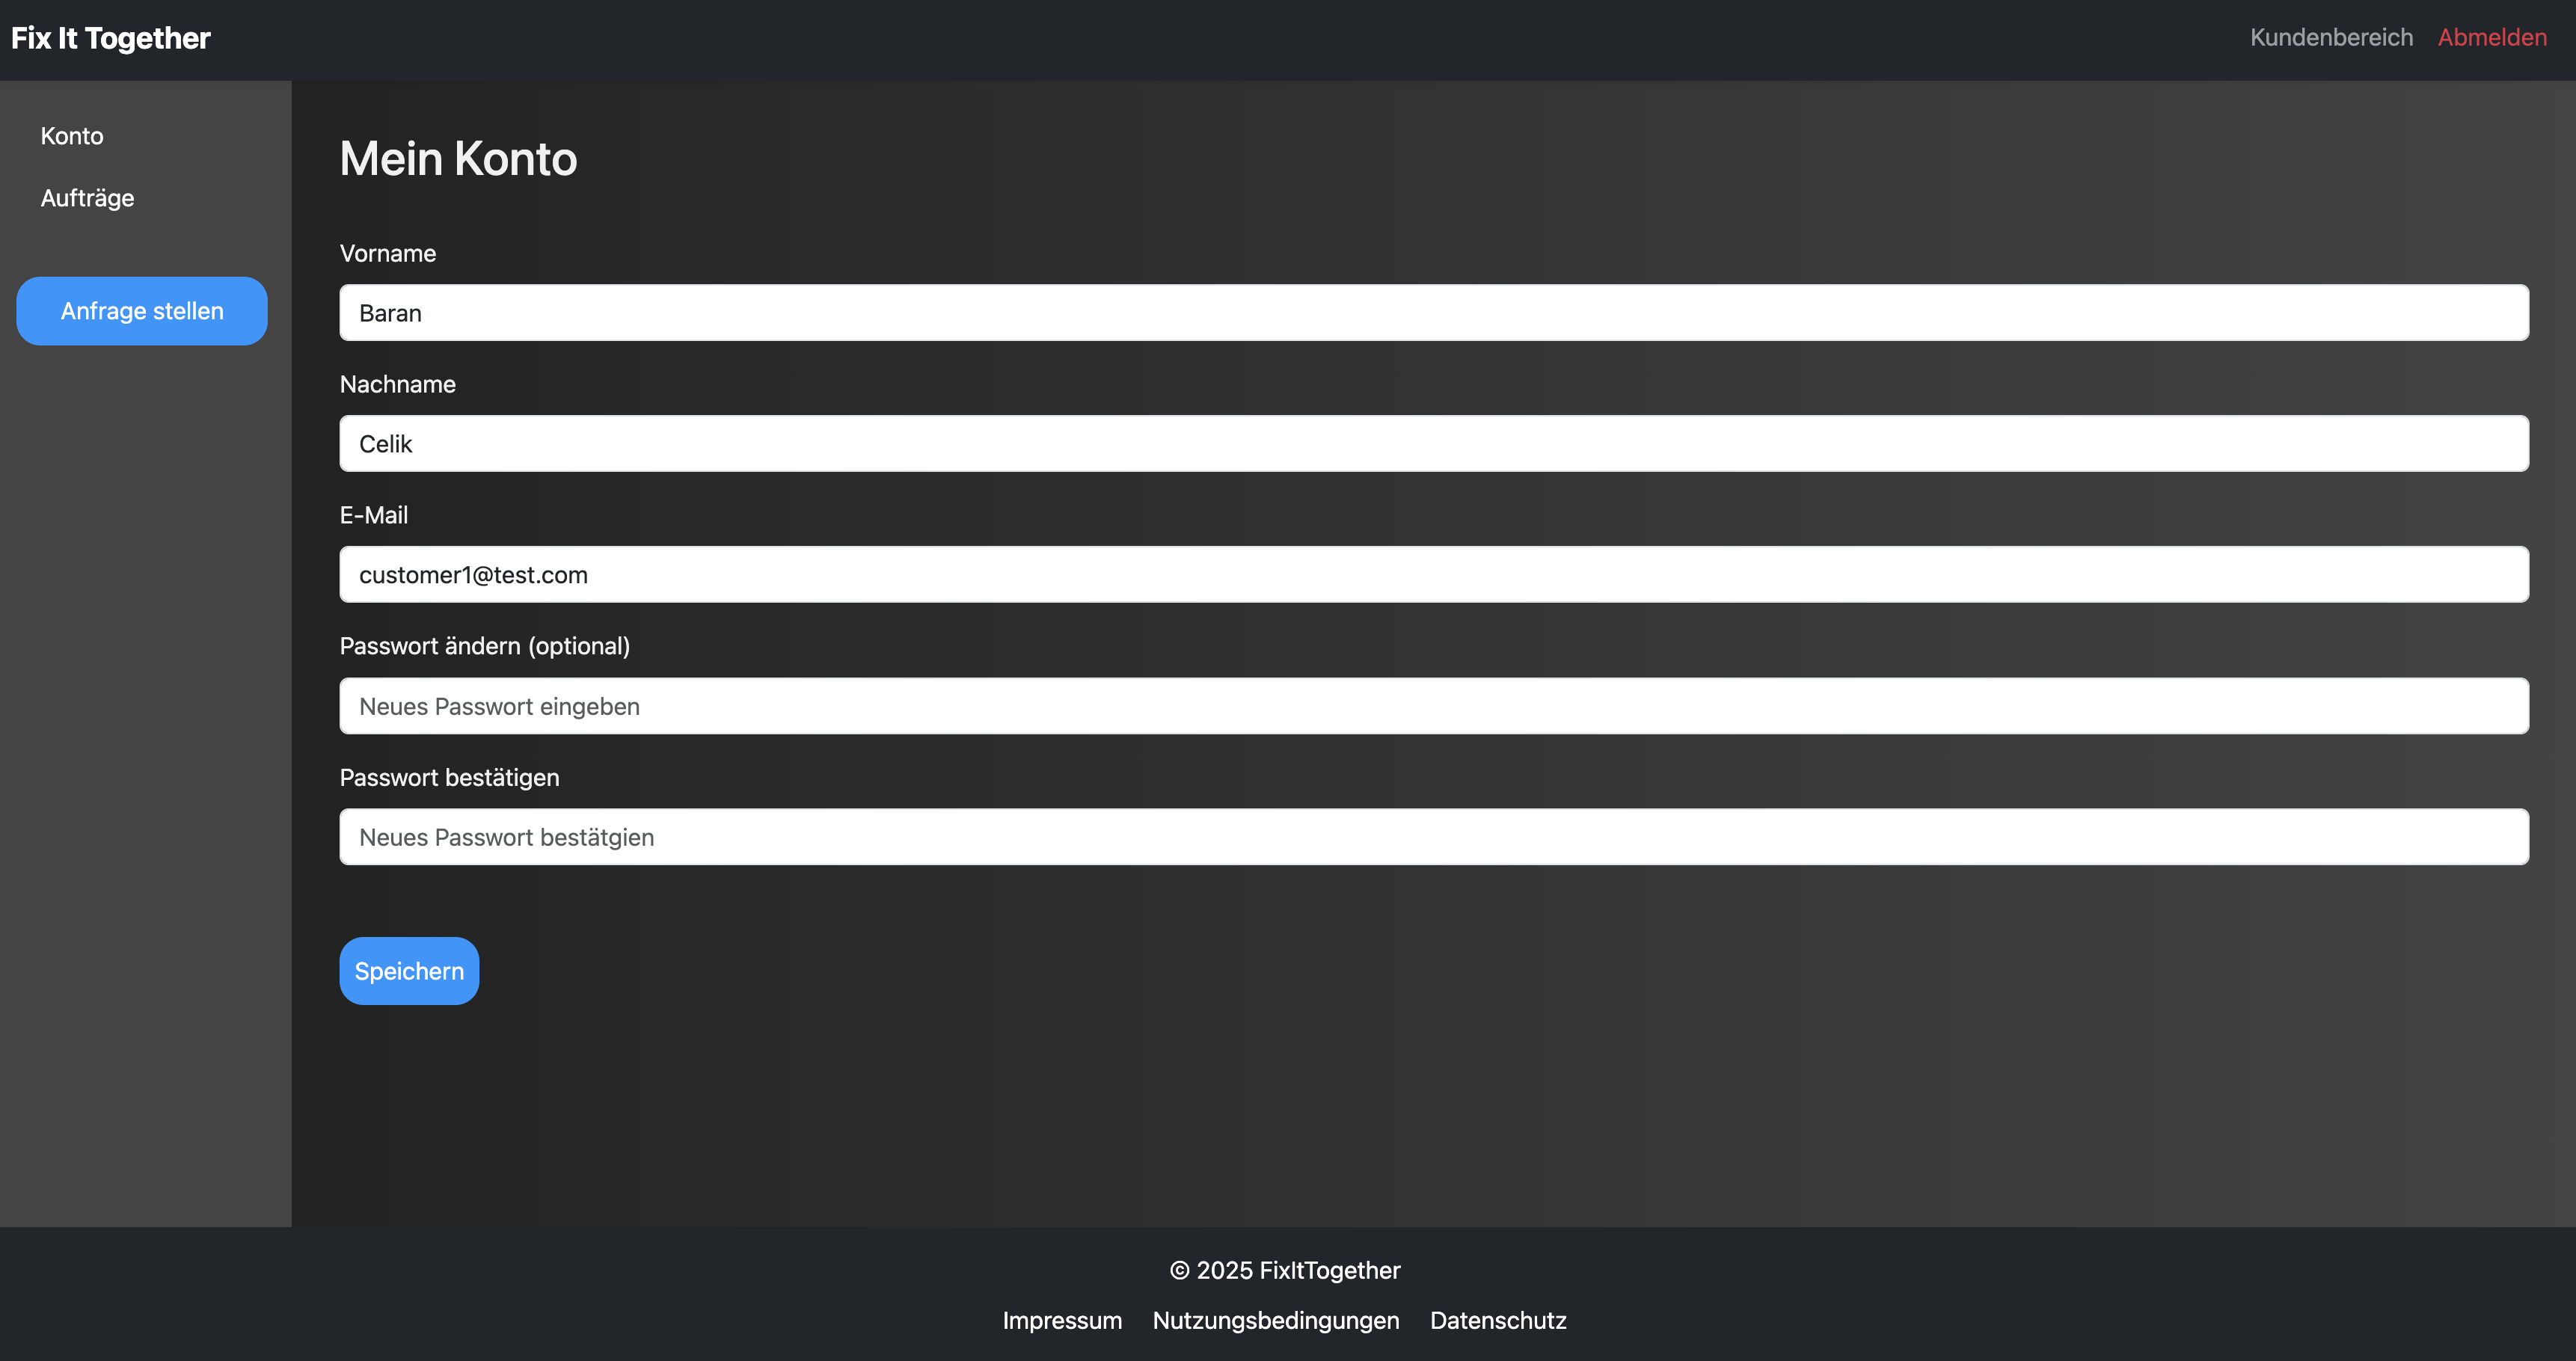 Fix It Together
Kundenbereich Abmelden
Konto
Aufträge
Anfrage stellen
Mein Konto
Vorname
Baran
Nachname
Celik
E-Mail
customer1@test.com
Passwort ändern (optional)
Neues Passwort eingeben
Passwort bestätigen
Neues Passwort bestätgien
Speichern
© 2025 FixItTogether
Impressum Nutzungsbedingungen Datenschutz